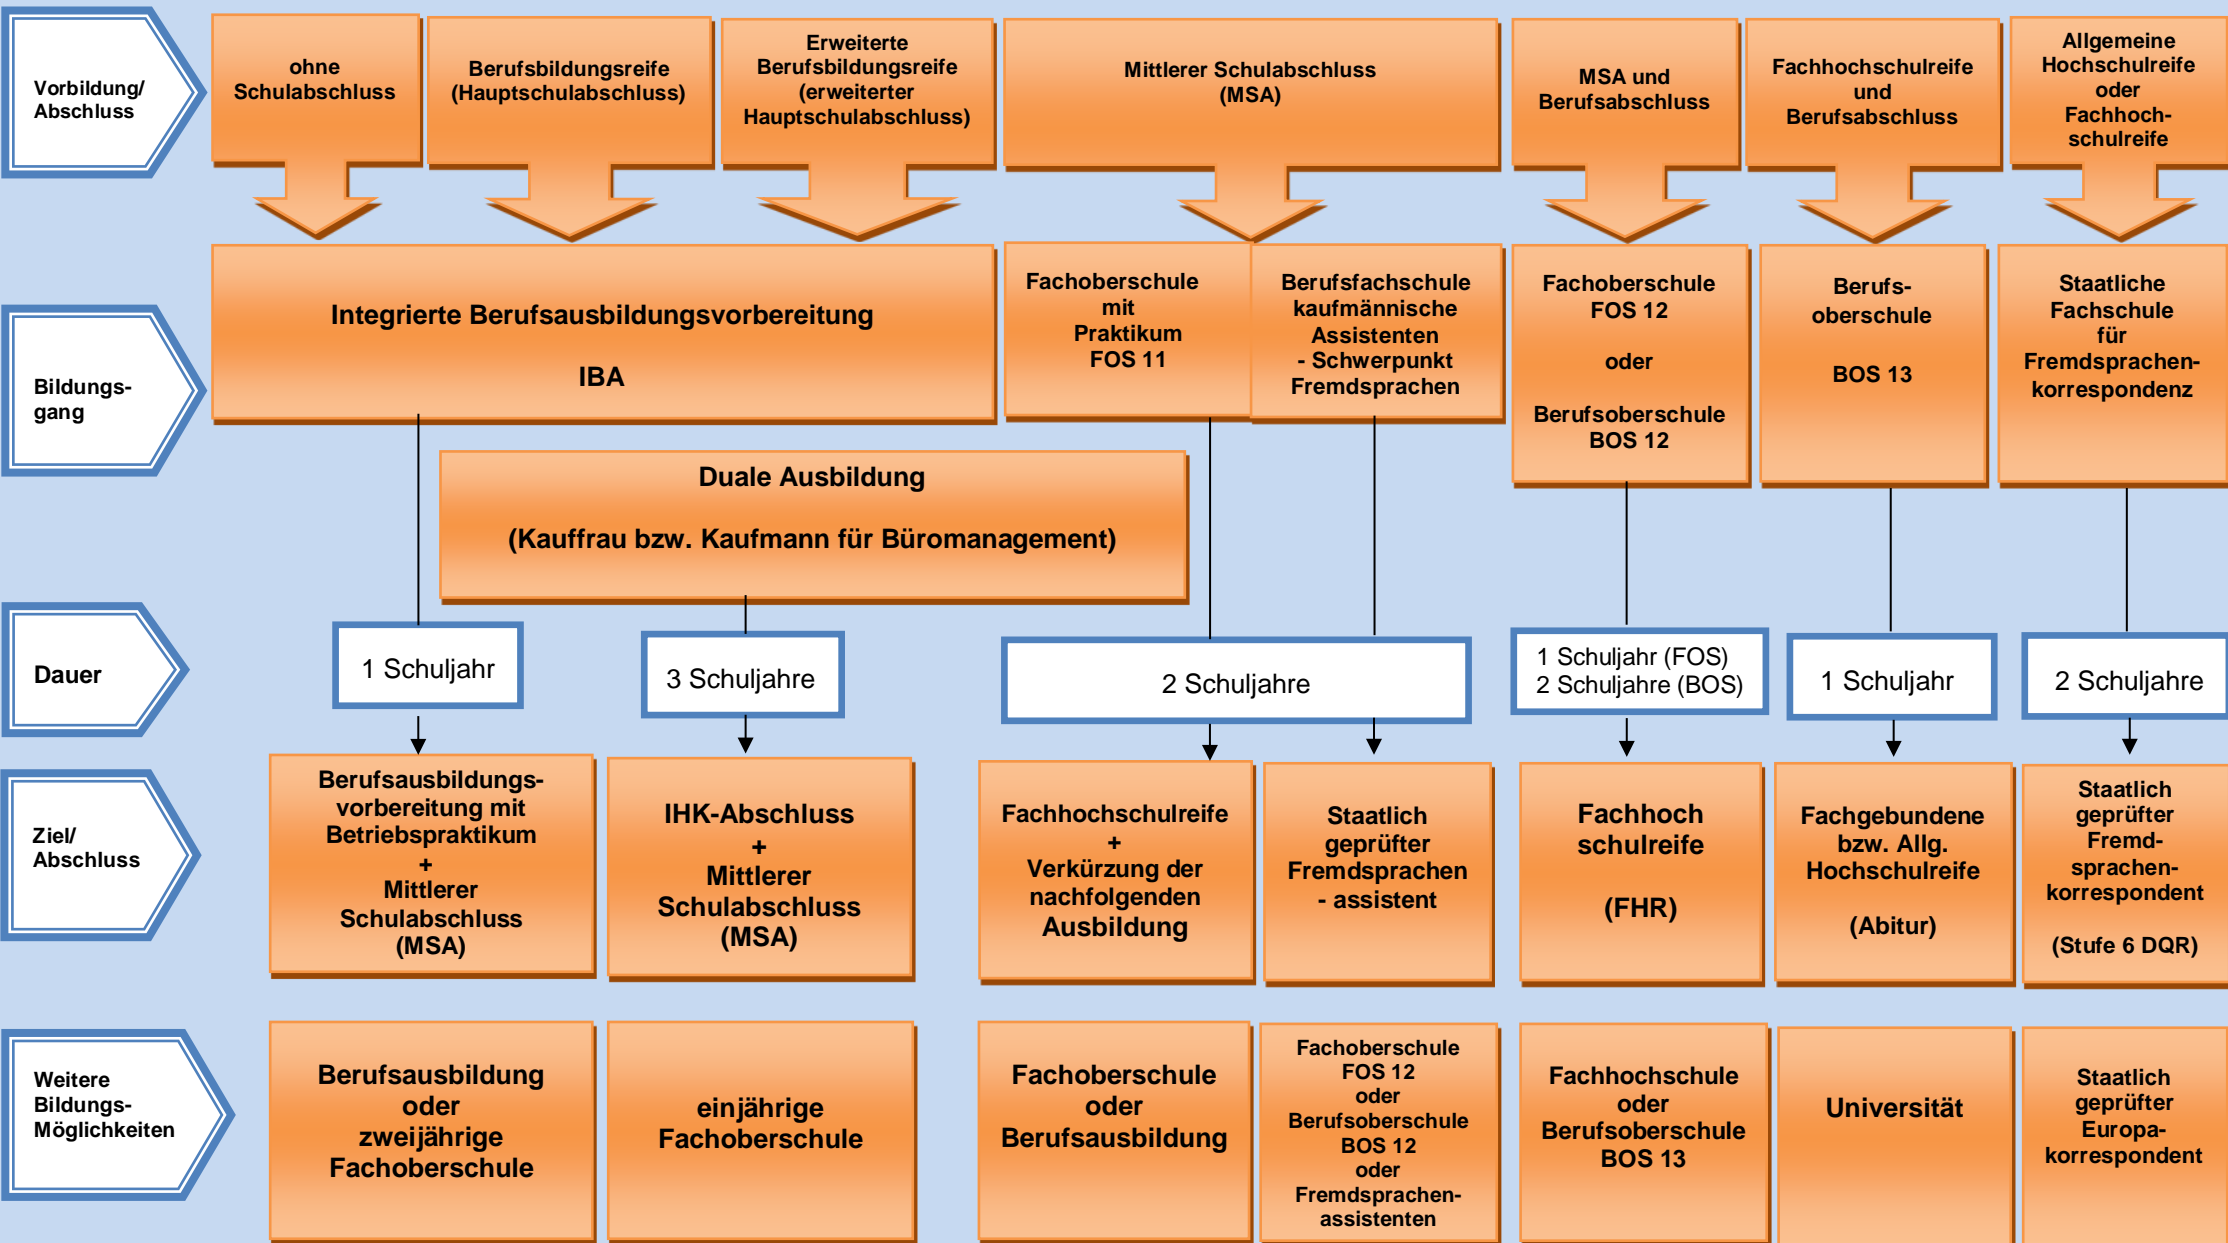 Vorbildung/
Abschluss
ohne
Schulabschluss
Berufsbildungsreife
(Hauptschulabschluss)
Erweiterte
Berufsbildungsreife
(erweiterter
Hauptschulabschluss)
Mittlerer Schulabschluss
(MSA)
MSA und
Berufsabschluss
Fachhochschulreife
und
Berufsabschluss
Allgemeine
Hochschulreife
oder
Fachhoch-
schulreife
Bildungs-
gang
Integrierte Berufsausbildungsvorbereitung
IBA
Fachoberschule
mit
Praktikum
FOS 11
Berufsfachschule
kaufmännische
Assistenten
- Schwerpunkt
Fremdsprachen
Fachoberschule
FOS 12
oder
Berufsoberschule
BOS 12
Berufs-
oberschule
BOS 13
Staatliche
Fachschule
für
Fremdsprachen-
korrespondenz
Duale Ausbildung
(Kauffrau bzw. Kaufmann für Büromanagement)
Dauer
1 Schuljahr
3 Schuljahre
2 Schuljahre
1 Schuljahr (FOS)
2 Schuljahre (BOS)
1 Schuljahr
2 Schuljahre
Ziel/
Abschluss
Berufsausbildungs-
vorbereitung mit
Betriebspraktikum
+
Mittlerer
Schulabschluss
(MSA)
IHK-Abschluss
+
Mittlerer
Schulabschluss
(MSA)
Fachhochschulreife
+
Verkürzung der
nachfolgenden
Ausbildung
Staatlich
geprüfter
Fremdsprachen
- assistent
Fachhoch
schulreife
(FHR)
Fachgebundene
bzw. Allg.
Hochschulreife
(Abitur)
Staatlich
geprüfter
Fremd-
sprachen-
korrespondent
(Stufe 6 DQR)
Weitere
Bildungs-
Möglichkeiten
Berufsausbildung
oder
zweijährige
Fachoberschule
einjährige
Fachoberschule
Fachoberschule
oder
Berufsausbildung
Fachoberschule
FOS 12
oder
Berufsoberschule
BOS 12
oder
Fremdsprachen-
assistenten
Fachhochschule
oder
Berufsoberschule
BOS 13
Universität
Staatlich
geprüfter
Europa-
korrespondent